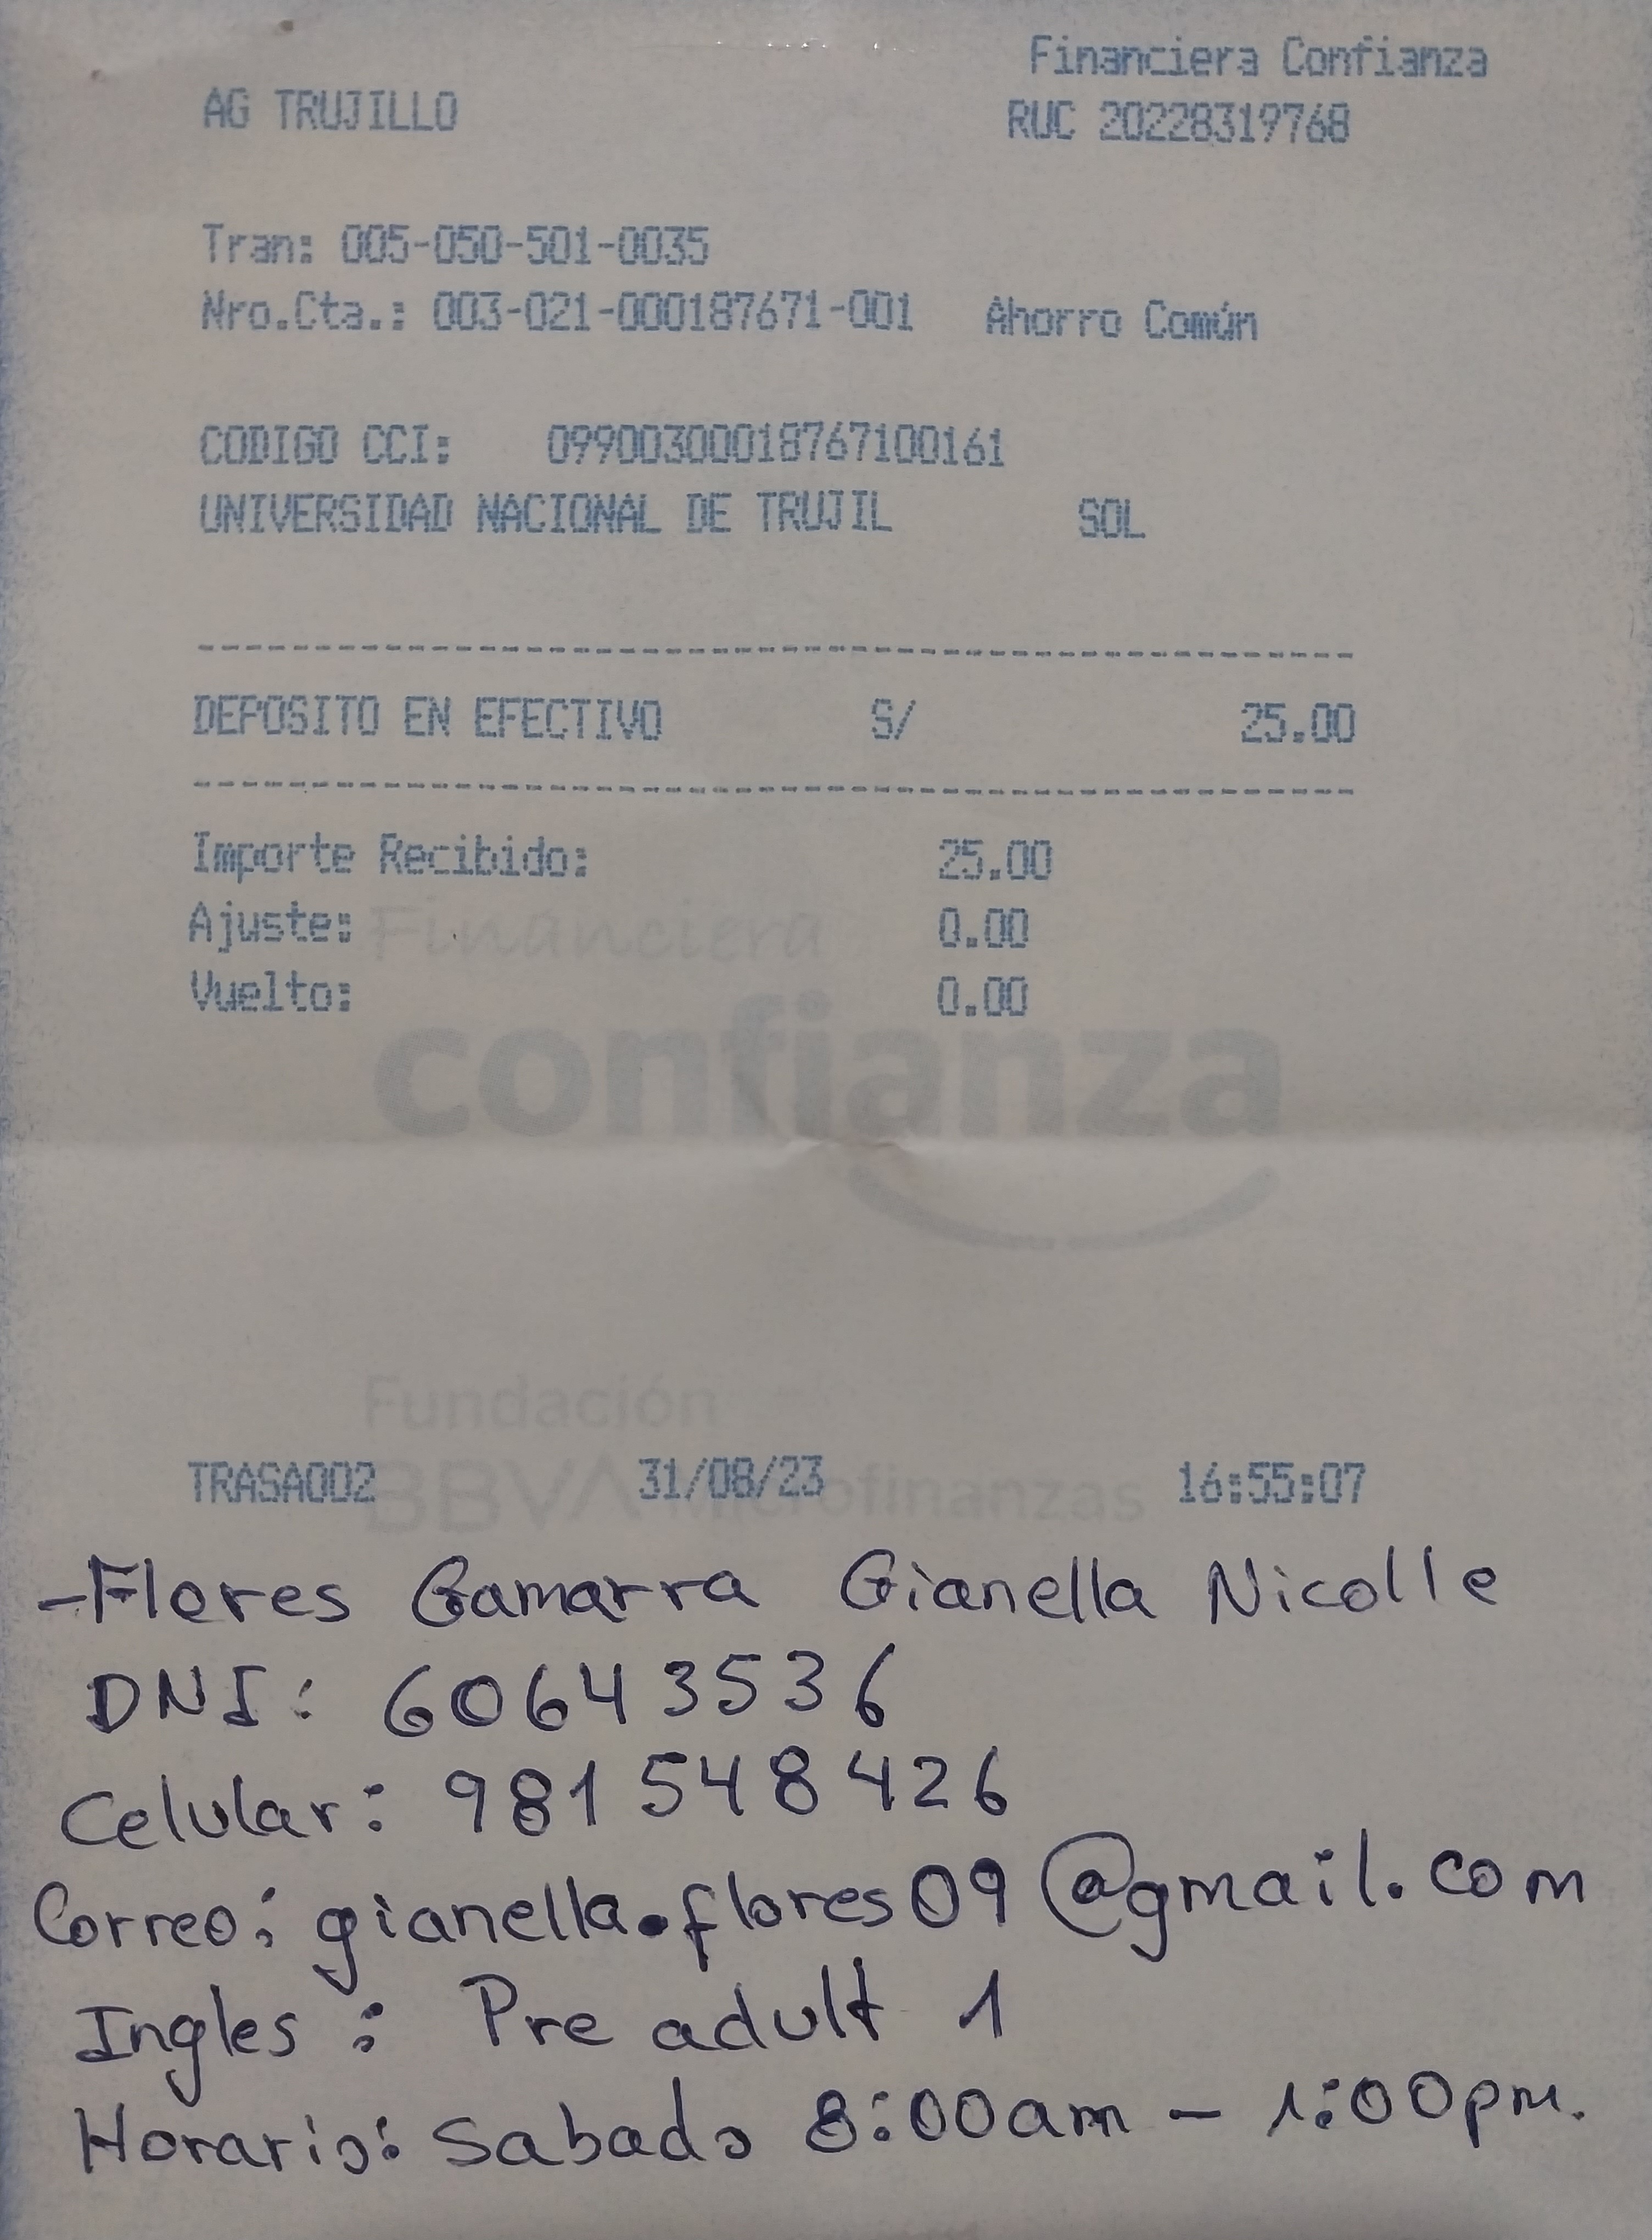 Financiera Confianza
AG TRUJILLO
RUC 20228319768
Tran: 005-050-501-0035
Nro.Cta.: 003-021-000187671-001 Ahorro Común
CODIGO CCI: 09900300018767100161
UNIVERSIDAD NACIONAL DE TRUJIL SOL
DEPOSITO EN EFECTIVO S/ 25.00
Importe Recibido: 25.00
Ajuste: 0.00
Vuelto: 0.00
Financiera
confianza
Fundación
BBVA Microfinanzas
TRASA002 31/08/23 16:55:07
-Flores Gamarra Gianella Nicolle
DNI: 60643536
Celular: 981548426
Correo: gianella.flores09@gmail.com
Ingles: Pre adult 1
Horario: Sabado 8:00am - 1:00pm.